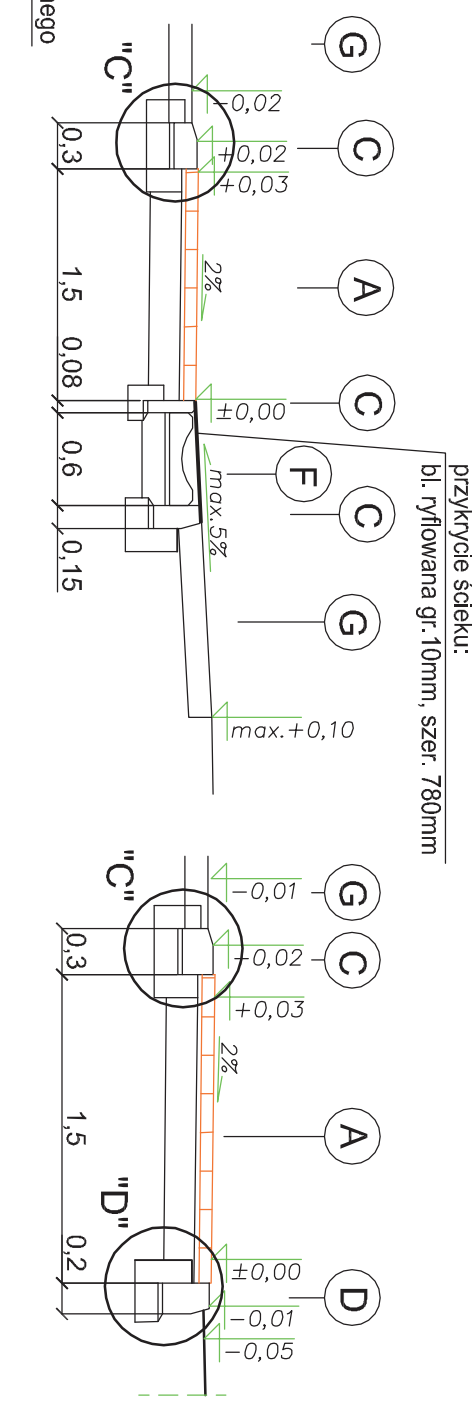 nego
G
C
A
C
F
C
G
przykrycie ścieku:
bl. ryflowana gr.10mm, szer. 780mm
-0,02
+0,02
+0,03
2%
±0,00
max.5%
max.+0,10
"C"
0,3
1,5
0,08
0,6
0,15
G
C
A
D
-0,01
-0,02
+0,03
2%
±0,00
-0,01
-0,05
"C"
"D"
0,3
1,5
0,2